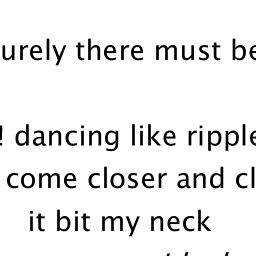 urely there must be
! dancing like ripple
come closer and cl
it bit my neck